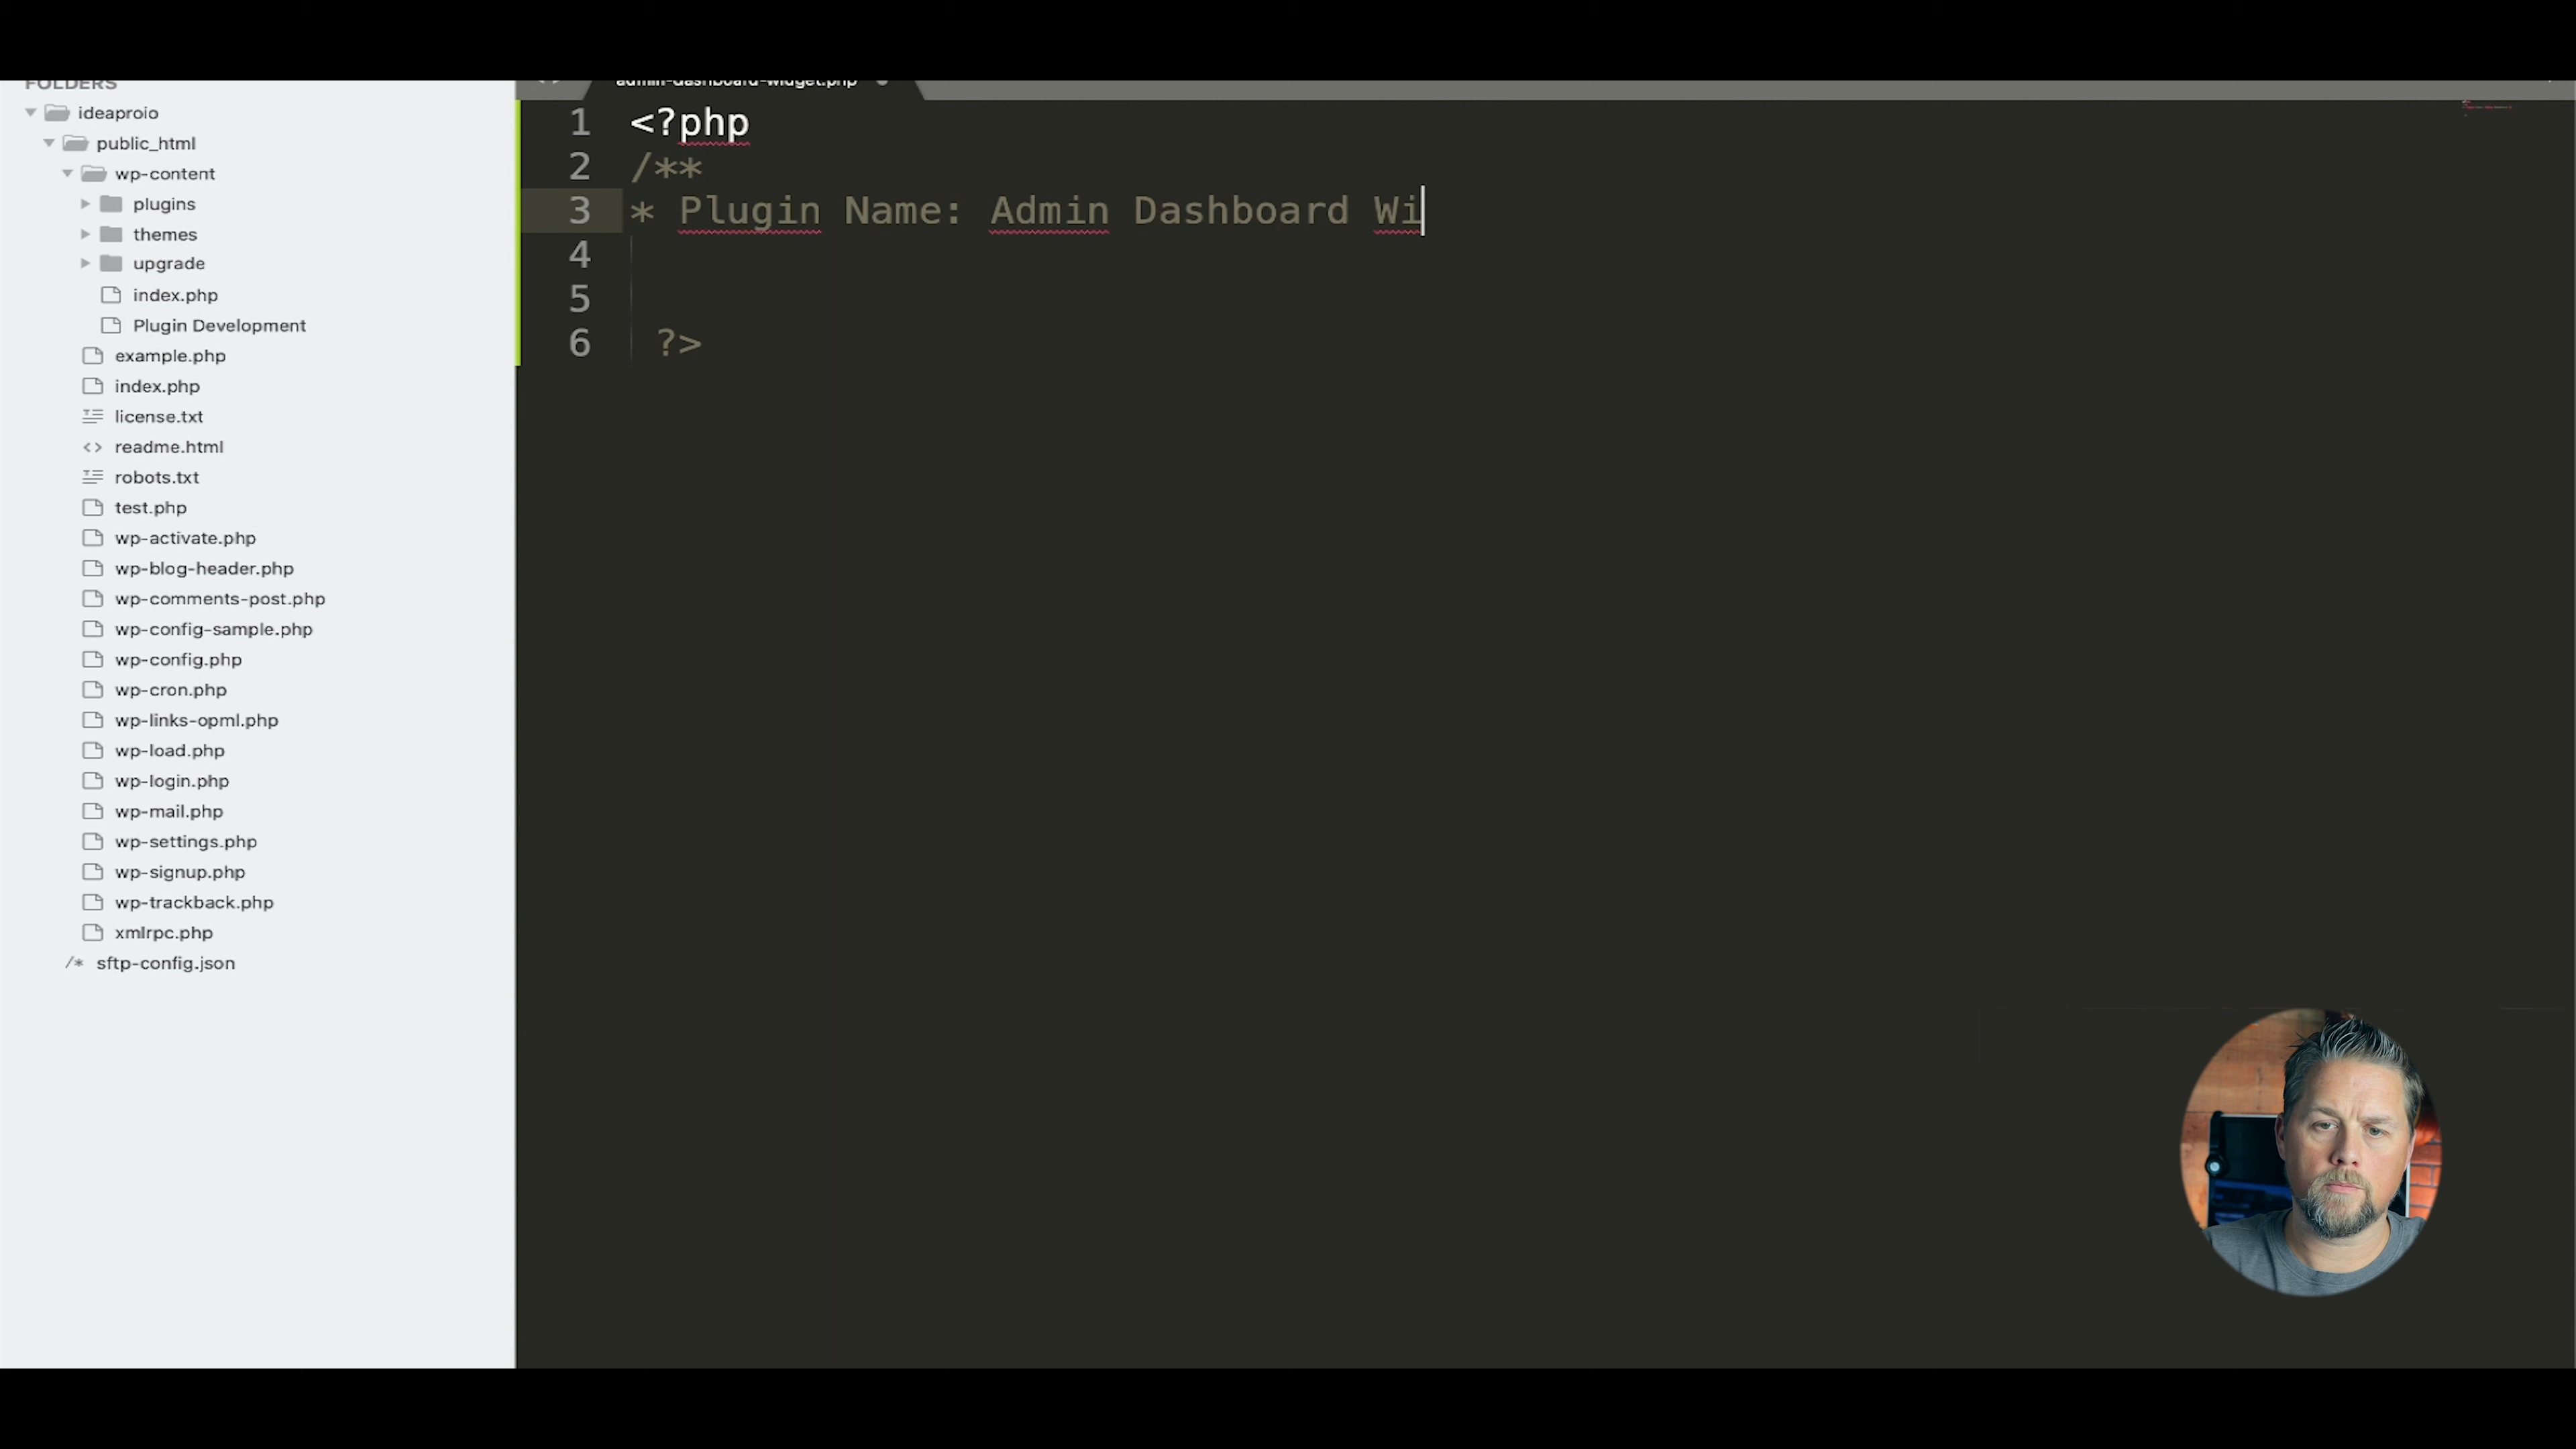 FOLDERS
ideaproio
public_html
wp-content
plugins
themes
upgrade
index.php
Plugin Development
example.php
index.php
license.txt
<> readme.html
robots.txt
test.php
wp-activate.php
wp-blog-header.php
wp-comments-post.php
wp-config-sample.php
wp-config.php
wp-cron.php
wp-links-opml.php
wp-load.php
wp-login.php
wp-mail.php
wp-settings.php
wp-signup.php
wp-trackback.php
xmlrpc.php
/* sftp-config.json
admin-dashboard-widget.php
1 <?php
2 /**
3 * Plugin Name: Admin Dashboard Wi
4
5
6 ?>